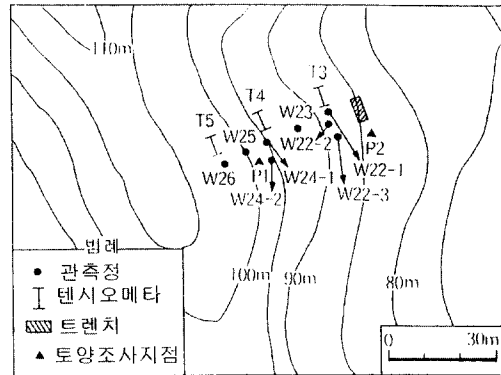 110m
T3
T4
W23
T5
W25
W22-2
P2
W22-1
W26
P1
W24-1
W22-3
W24-2
범례
관측정
텐시오메타
트렌치
토양조사지점
100m
90m
80m
0 30m